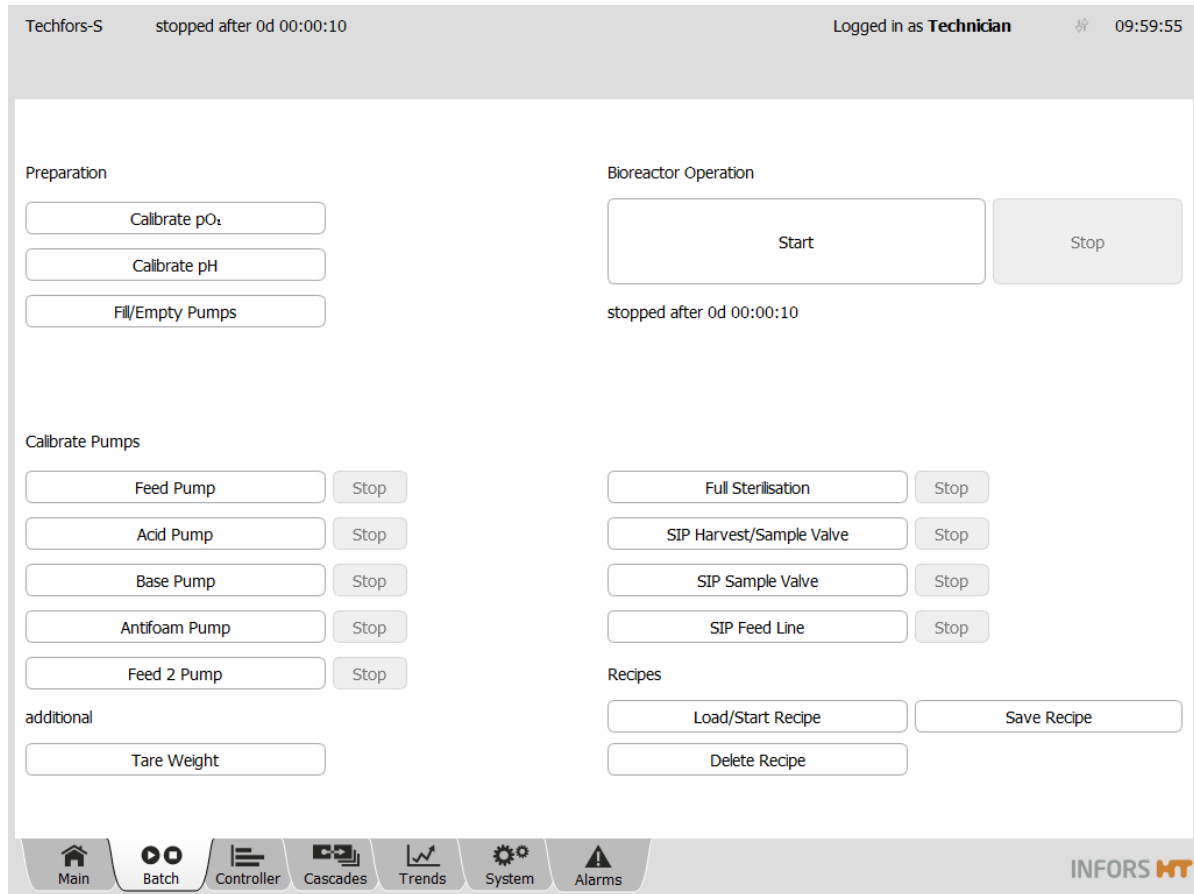 Techfors-S stopped after 0d 00:00:10 Logged in as Technician 09:59:55
Preparation
Calibrate pO₂
Calibrate pH
Fill/Empty Pumps
Bioreactor Operation
Start Stop
stopped after 0d 00:00:10
Calibrate Pumps
Feed Pump Stop
Acid Pump Stop
Base Pump Stop
Antifoam Pump Stop
Feed 2 Pump Stop
additional
Tare Weight
Full Sterilisation Stop
SIP Harvest/Sample Valve Stop
SIP Sample Valve Stop
SIP Feed Line Stop
Recipes
Load/Start Recipe Save Recipe
Delete Recipe
Main Batch Controller Cascades Trends System Alarms
INFORS HT